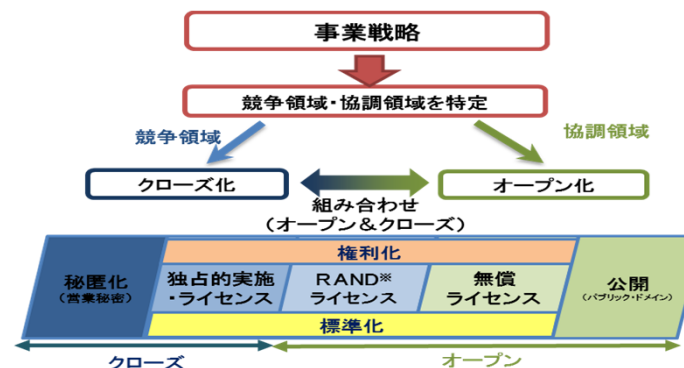 事業戦略
競争領域・協調領域を特定
競争領域
協調領域
クローズ化
オープン化
組み合わせ
(オープン＆クローズ)
権利化
秘匿化
(営業秘密)
独占的実施
・ライセンス
RAND※
ライセンス
無償
ライセンス
公開
(パブリック・ドメイン)
標準化
クローズ
オープン